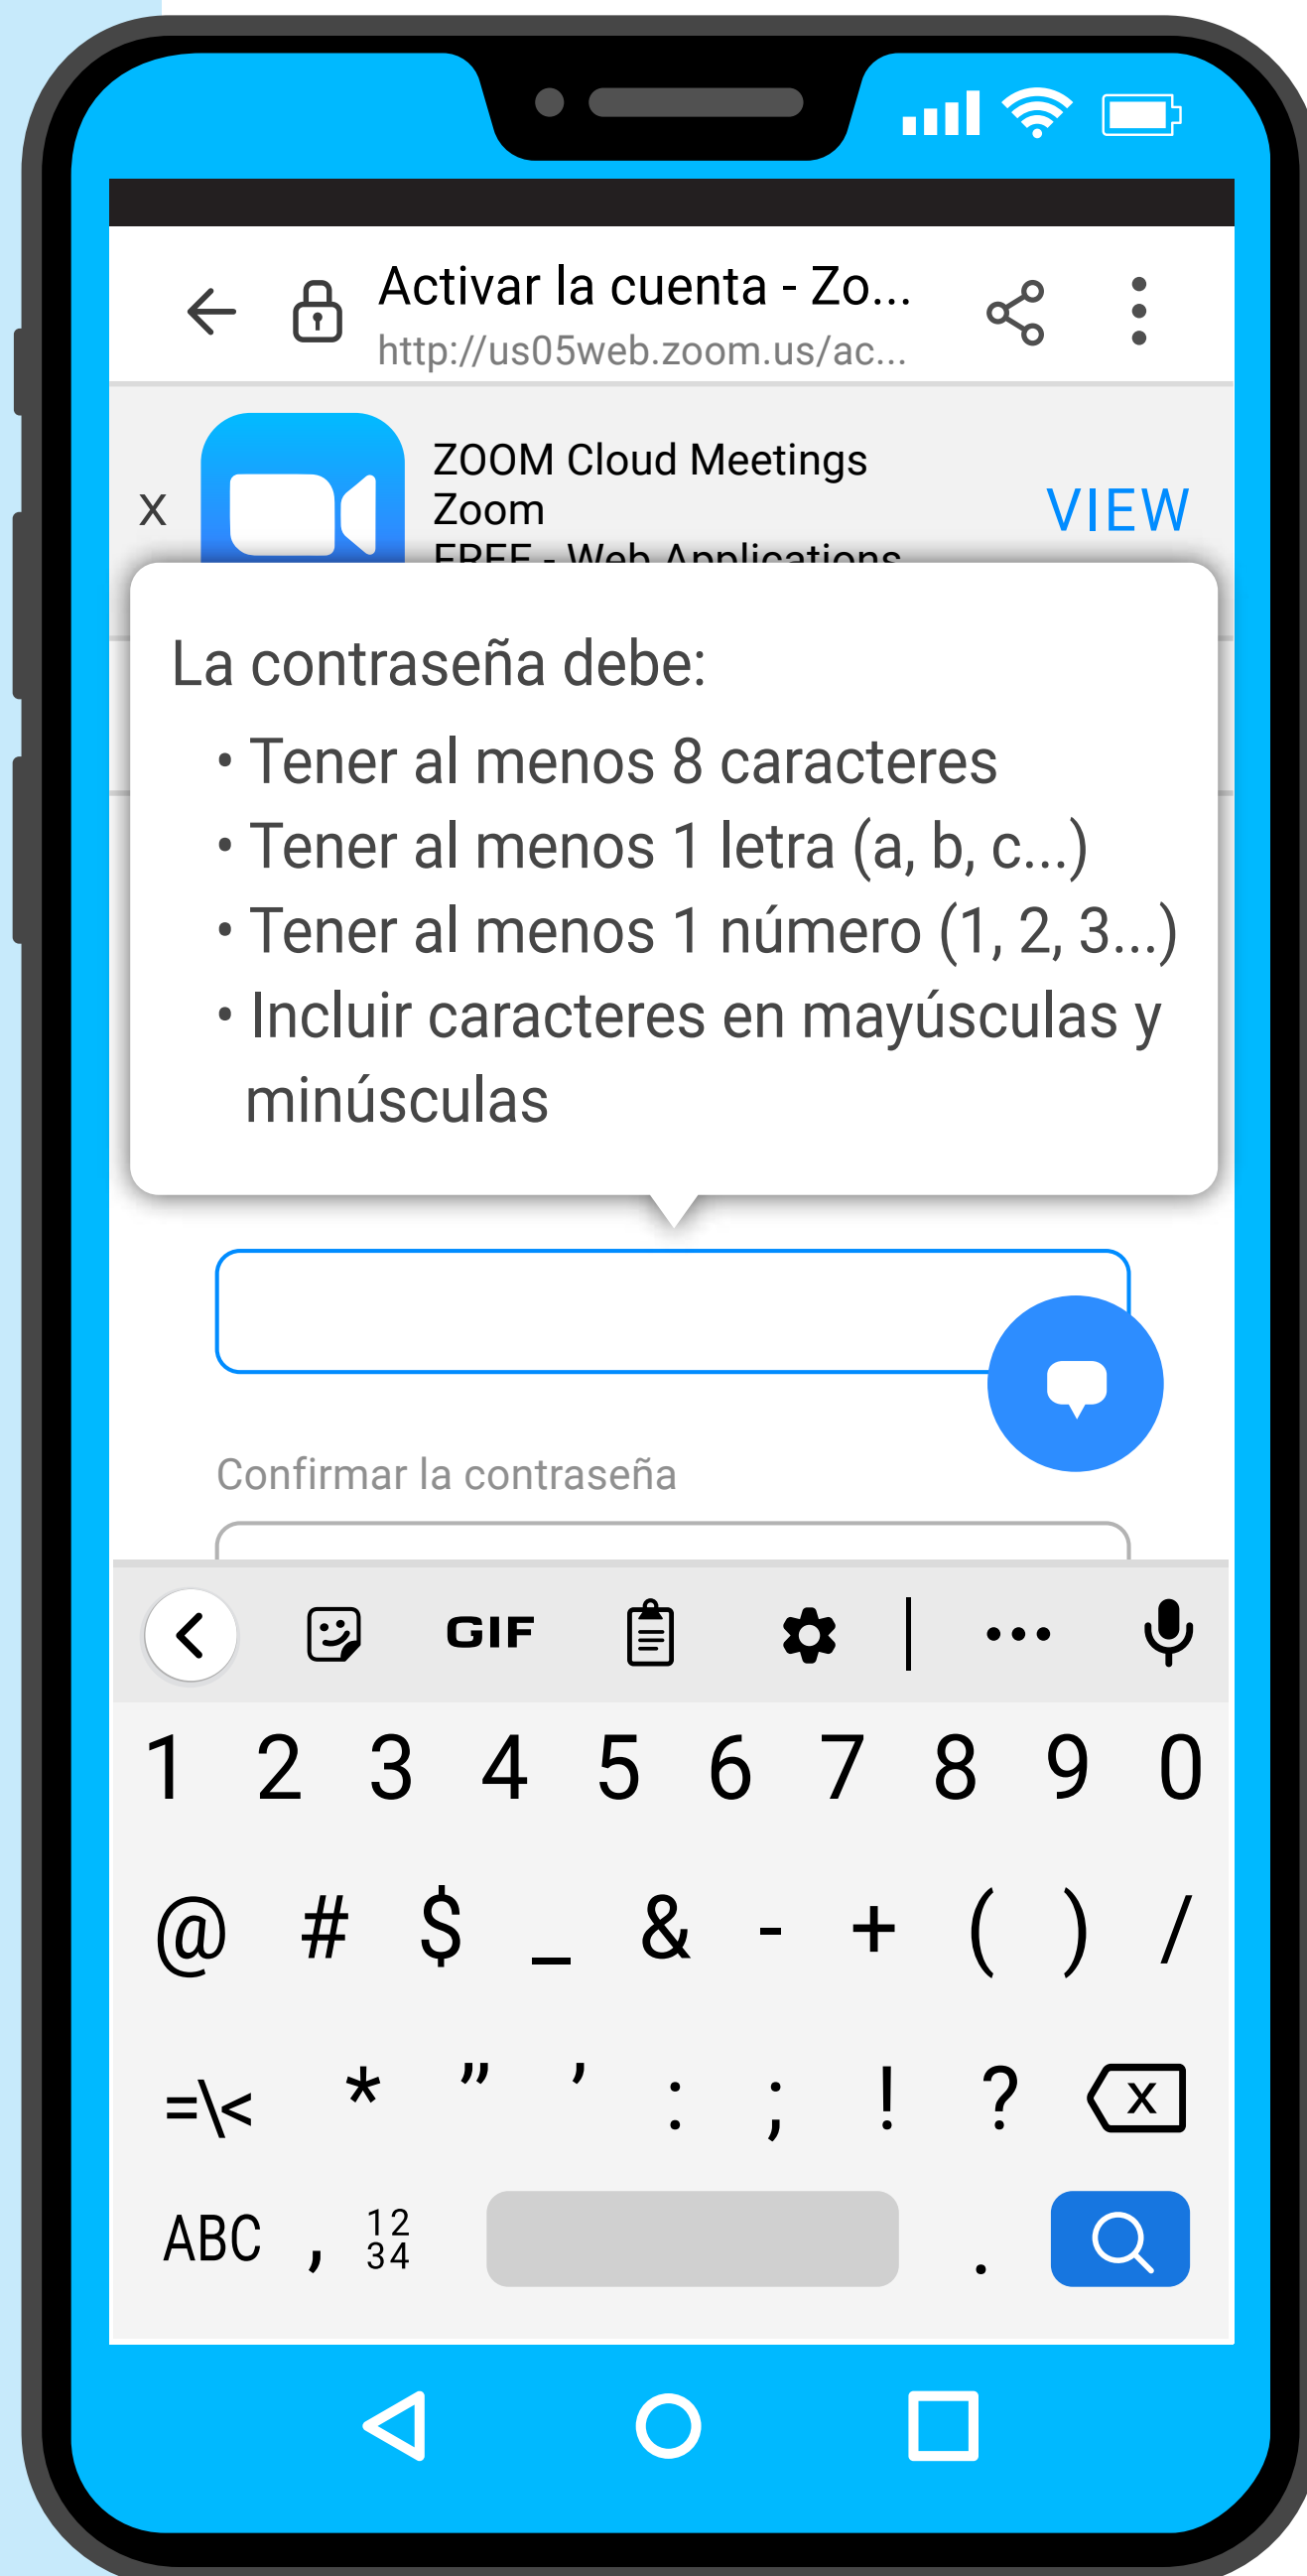 Activar la cuenta - Zo...
http://us05web.zoom.us/ac...
x
ZOOM Cloud Meetings
Zoom
VIEW
FREE - Web Applications
La contraseña debe:
• Tener al menos 8 caracteres
• Tener al menos 1 letra (a, b, c...)
• Tener al menos 1 número (1, 2, 3...)
• Incluir caracteres en mayúsculas y
minúsculas
Confirmar la contraseña
GIF
1 2 3 4 5 6 7 8 9 0
@ # $ _ & - + ( ) /
=\< * ” ’ : ; ! ? x
ABC , 12 .
34